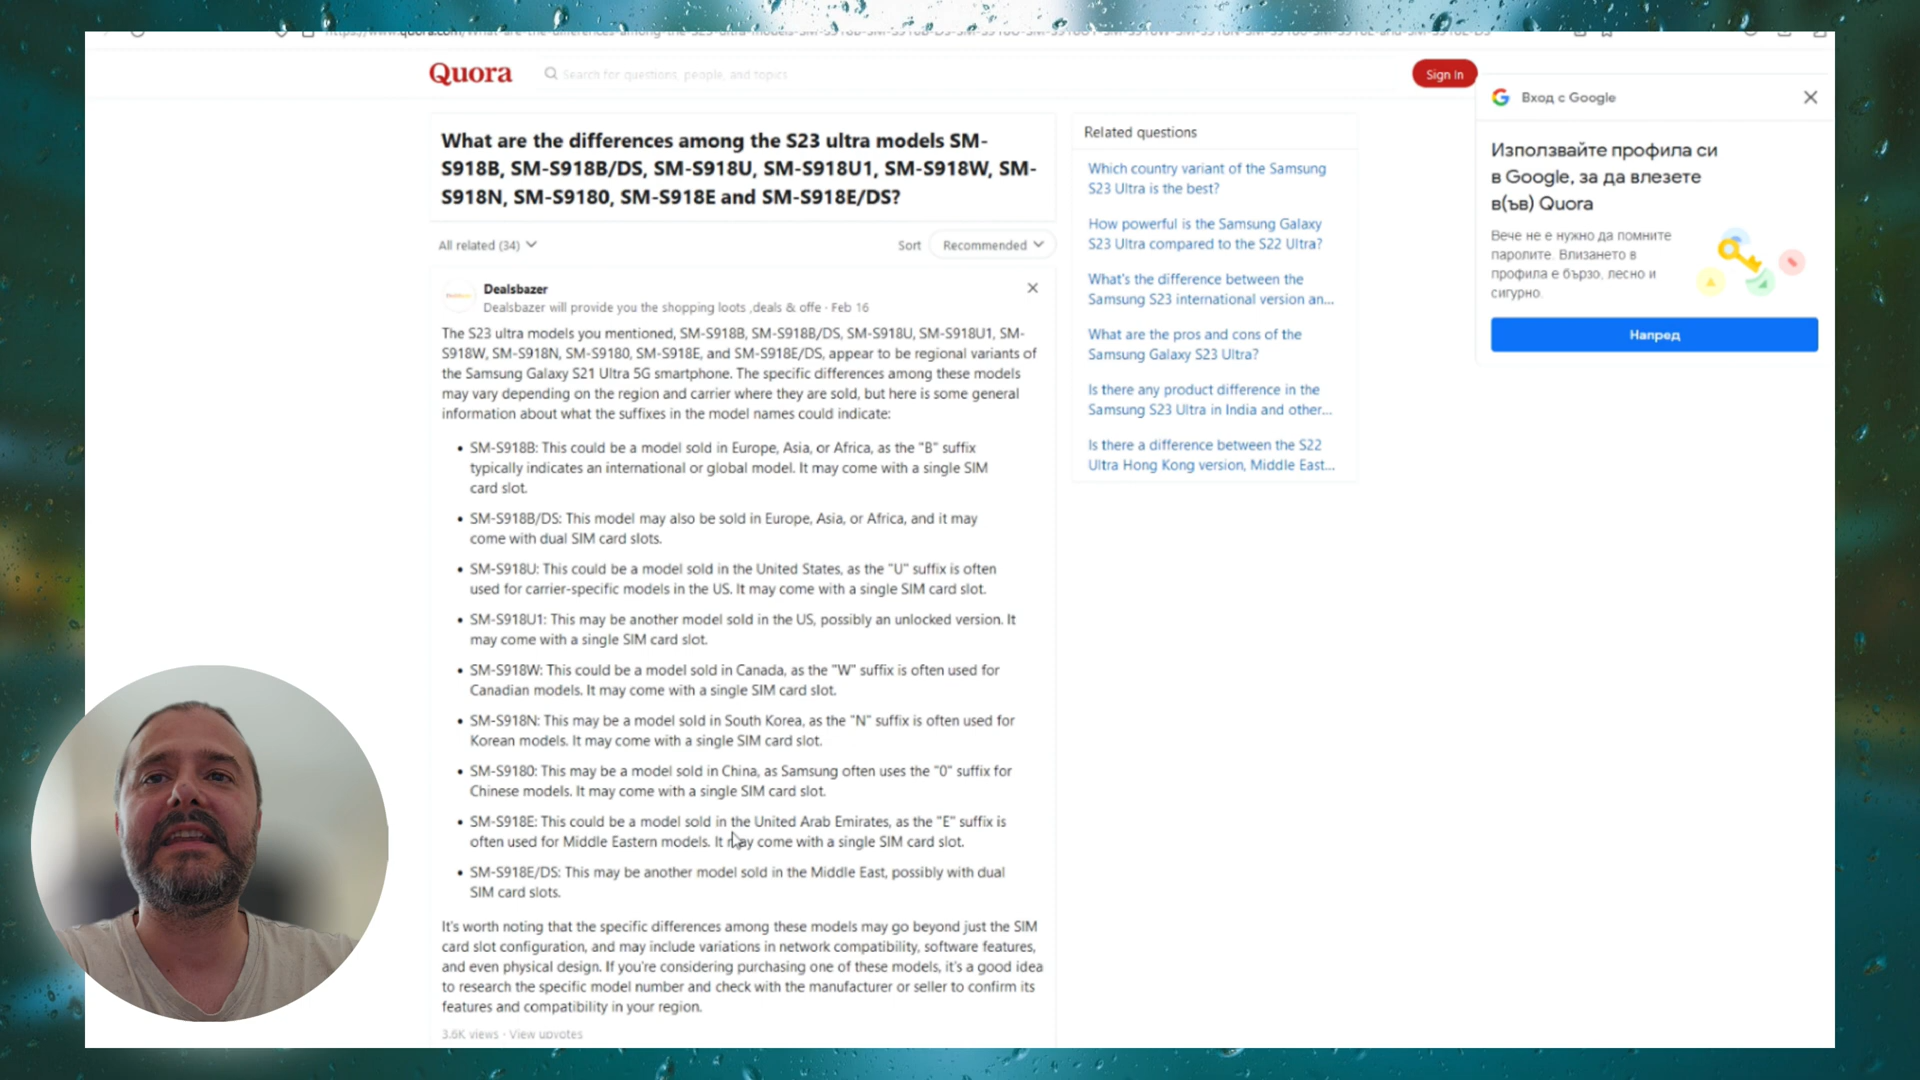 Quora
Search for questions, people, and topics
Sign In
What are the differences among the S23 ultra models SM-
S918B, SM-S918B/DS, SM-S918U, SM-S918U1, SM-S918W, SM-
S918N, SM-S9180, SM-S918E and SM-S918E/DS?
All related (34)
Sort
Recommended
Dealsbazer
Dealsbazer will provide you the shopping loots ,deals & offe · Feb 16
The S23 ultra models you mentioned, SM-S918B, SM-S918B/DS, SM-S918U, SM-S918U1, SM-
S918W, SM-S918N, SM-S9180, SM-S918E, and SM-S918E/DS, appear to be regional variants of
the Samsung Galaxy S21 Ultra 5G smartphone. The specific differences among these models
may vary depending on the region and carrier where they are sold, but here is some general
information about what the suffixes in the model names could indicate:
• SM-S918B: This could be a model sold in Europe, Asia, or Africa, as the "B" suffix
typically indicates an international or global model. It may come with a single SIM
card slot.
• SM-S918B/DS: This model may also be sold in Europe, Asia, or Africa, and it may
come with dual SIM card slots.
• SM-S918U: This could be a model sold in the United States, as the "U" suffix is often
used for carrier-specific models in the US. It may come with a single SIM card slot.
• SM-S918U1: This may be another model sold in the US, possibly an unlocked version. It
may come with a single SIM card slot.
• SM-S918W: This could be a model sold in Canada, as the "W" suffix is often used for
Canadian models. It may come with a single SIM card slot.
• SM-S918N: This may be a model sold in South Korea, as the "N" suffix is often used for
Korean models. It may come with a single SIM card slot.
• SM-S9180: This may be a model sold in China, as Samsung often uses the "0" suffix for
Chinese models. It may come with a single SIM card slot.
• SM-S918E: This could be a model sold in the United Arab Emirates, as the "E" suffix is
often used for Middle Eastern models. It may come with a single SIM card slot.
• SM-S918E/DS: This may be another model sold in the Middle East, possibly with dual
SIM card slots.
It's worth noting that the specific differences among these models may go beyond just the SIM
card slot configuration, and may include variations in network compatibility, software features,
and even physical design. If you're considering purchasing one of these models, it's a good idea
to research the specific model number and check with the manufacturer or seller to confirm its
features and compatibility in your region.
3.6K views · View upvotes
Related questions
Which country variant of the Samsung
S23 Ultra is the best?
How powerful is the Samsung Galaxy
S23 Ultra compared to the S22 Ultra?
What's the difference between the
Samsung S23 international version an...
What are the pros and cons of the
Samsung Galaxy S23 Ultra?
Is there any product difference in the
Samsung S23 Ultra in India and other...
Is there a difference between the S22
Ultra Hong Kong version, Middle East...
Вход с Google
Използвайте профила си
в Google, за да влезете
в(ъв) Quora
Вече не е нужно да помните
паролите. Влизането в
профила е бързо, лесно и
сигурно.
Напред